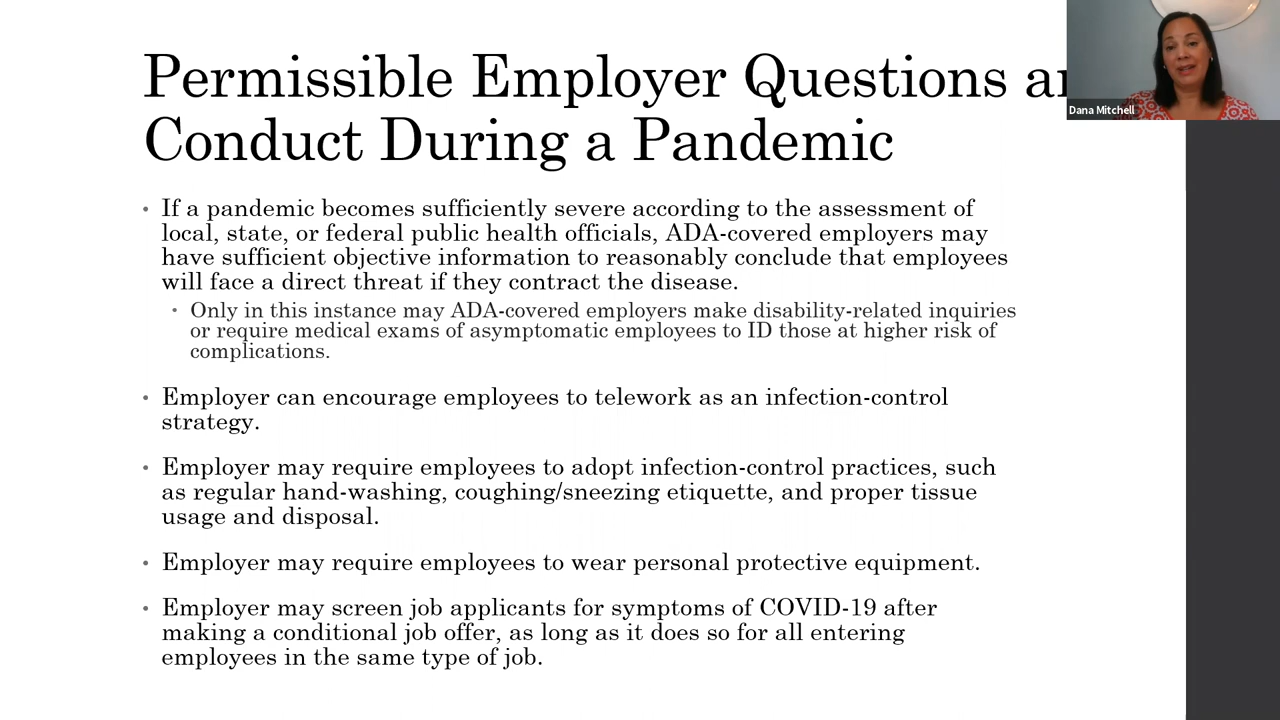 Permissible Employer Questions
Conduct During a Pandemic
Dana Mitchell
• If a pandemic becomes sufficiently severe according to the assessment of
local, state, or federal public health officials, ADA-covered employers may
have sufficient objective information to reasonably conclude that employees
will face a direct threat if they contract the disease.
• Only in this instance may ADA-covered employers make disability-related inquiries
or require medical exams of asymptomatic employees to ID those at higher risk of
complications.
• Employer can encourage employees to telework as an infection-control
strategy.
• Employer may require employees to adopt infection-control practices, such
as regular hand-washing, coughing/sneezing etiquette, and proper tissue
usage and disposal.
• Employer may require employees to wear personal protective equipment.
• Employer may screen job applicants for symptoms of COVID-19 after
making a conditional job offer, as long as it does so for all entering
employees in the same type of job.